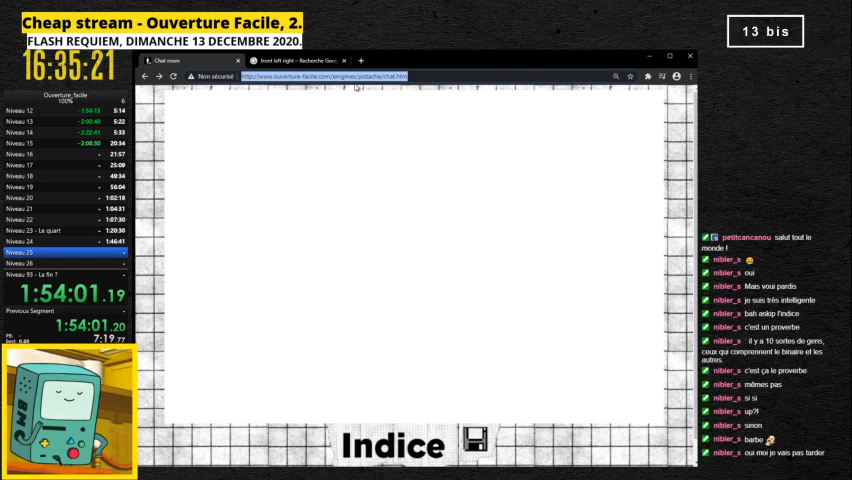 Cheap stream - Ouverture Facile, 2.
FLASH REQUIEM, DIMANCHE 13 DECEMBRE 2020.
16:35:21
13 bis
Chat room
front left right – Recherche Goo
Non sécurisé
http://www.ouverture-facile.com/enigmes/pistache/chat.htm
Ouverture_facile
100% 6
Niveau 12 −1:56:13 5:14
Niveau 13 −2:02:40 5:22
Niveau 14 −2:22:41 5:33
Niveau 15 −2:08:30 20:34
Niveau 16 - 21:57
Niveau 17 - 25:09
Niveau 18 - 49:34
Niveau 19 - 56:04
Niveau 20 - 1:02:18
Niveau 21 - 1:04:31
Niveau 22 - 1:07:30
Niveau 23 - Le quart - 1:20:30
Niveau 24 - 1:46:41
Niveau 25 -
Niveau 26 -
Niveau 93 - La fin ? -
1:54:01.19
Previous Segment -
1:54:01.20
PB: -
Best: 0.00 7:19.77
BM
Indice
petitcancanou salut tout le
monde !
nibler_s
nibler_s oui
nibler_s Mais voui pardis
nibler_s je suis très intelligente
nibler_s bah askip l'indice
nibler_s c'est un proverbe
nibler_s : il y a 10 sortes de gens,
ceux qui comprennent le binaire et les
autres.
nibler_s c'est ça le proverbe
nibler_s mêmes pas
nibler_s si si
nibler_s up?!
nibler_s sinon
nibler_s barbe
nibler_s oui moi je vais pas tarder